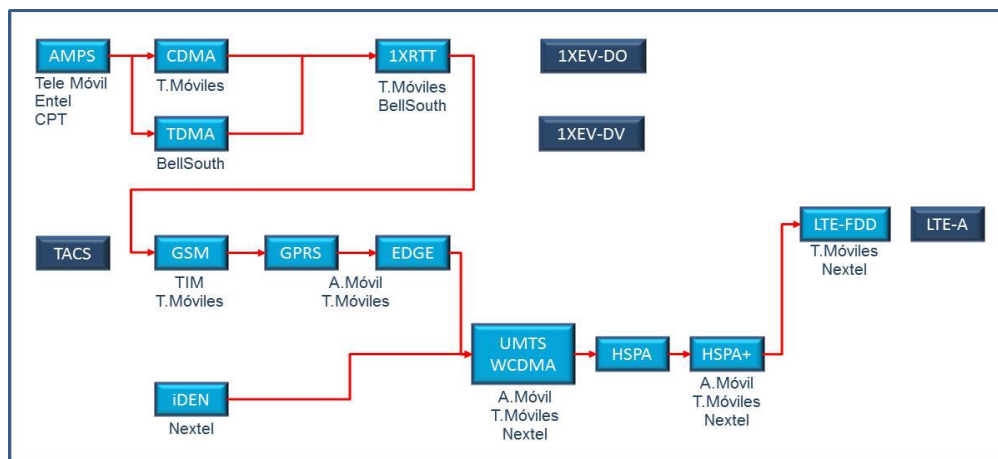 AMPS
Tele Móvil
Entel
CPT
CDMA
T.Móviles
TDMA
BellSouth
1XRTT
T.Móviles
BellSouth
1XEV-DO
1XEV-DV
TACS
GSM
TIM
T.Móviles
GPRS
EDGE
A.Móvil
T.Móviles
iDEN
Nextel
UMTS
WCDMA
A.Móvil
T.Móviles
Nextel
HSPA
HSPA+
A.Móvil
T.Móviles
Nextel
LTE-FDD
T.Móviles
Nextel
LTE-A